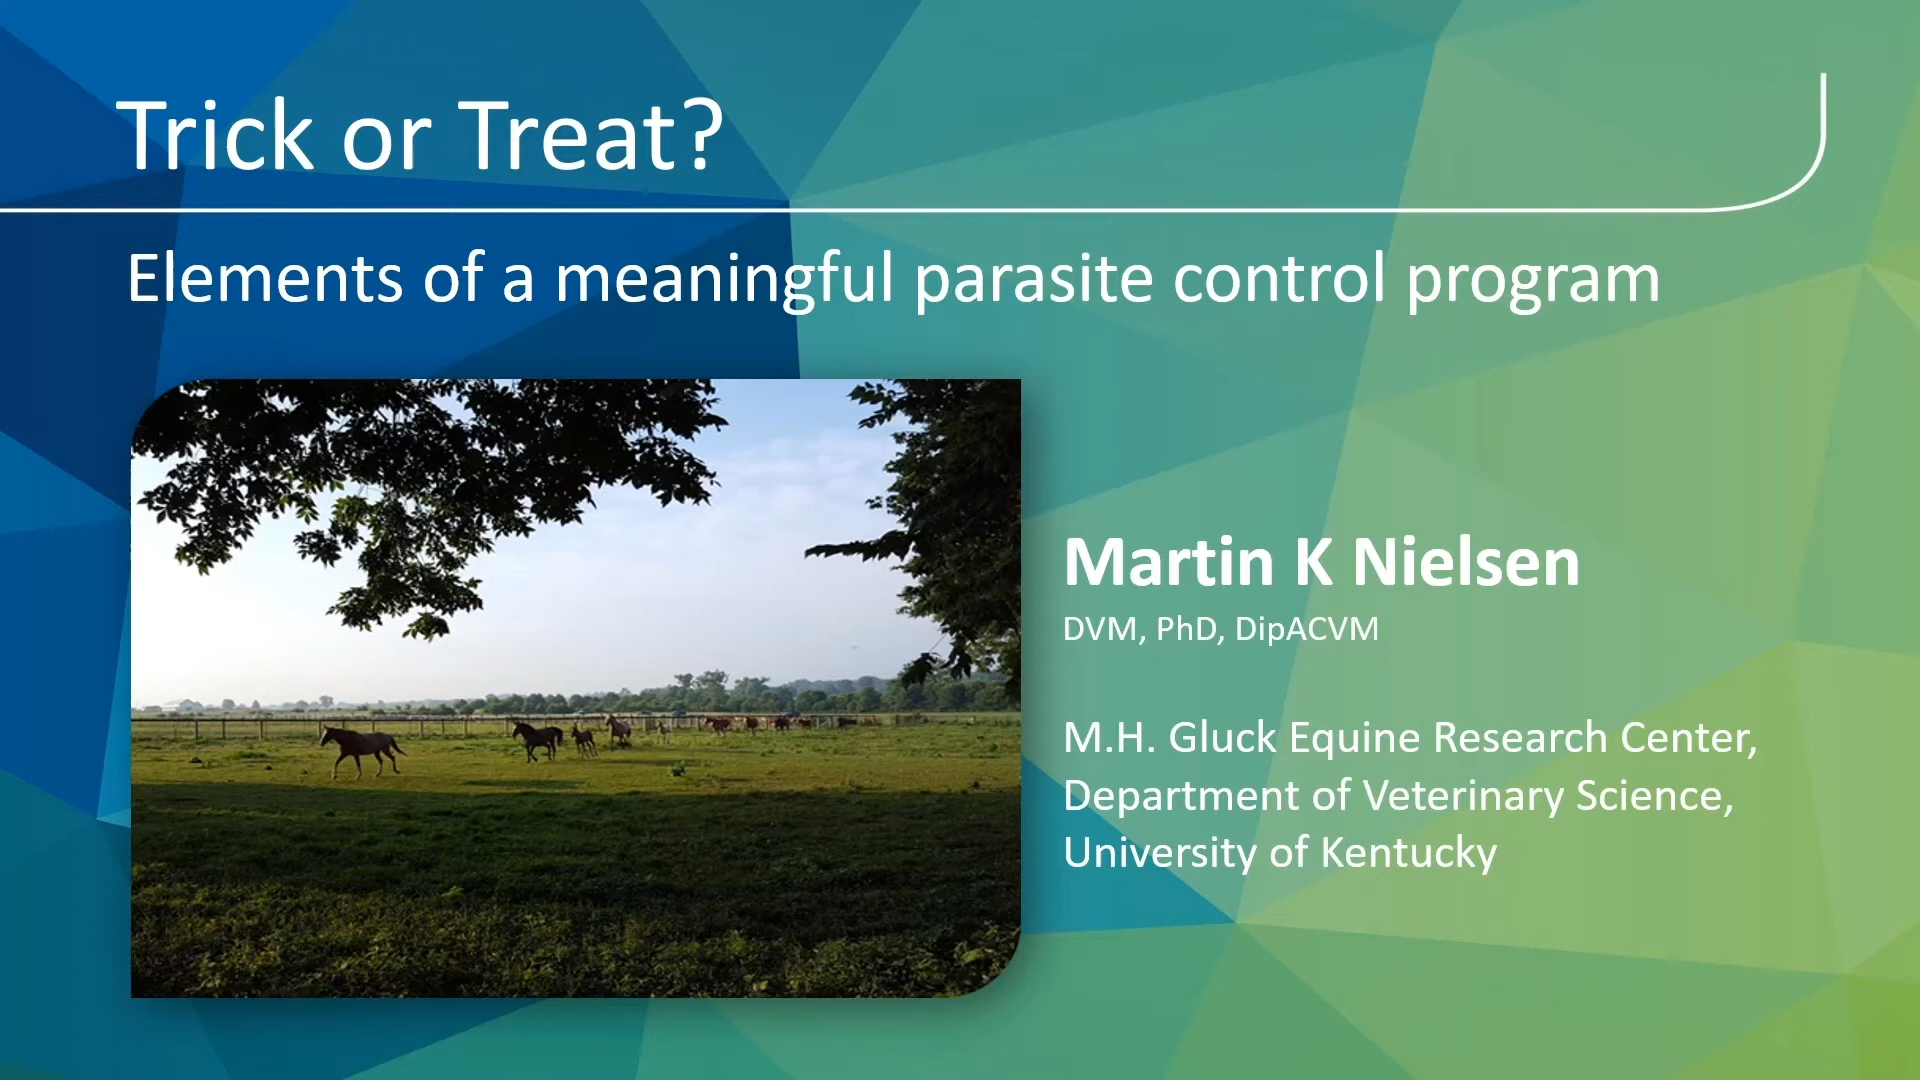 Trick or Treat?
Elements of a meaningful parasite control program
Martin K Nielsen
DVM, PhD, DipACVM
M.H. Gluck Equine Research Center,
Department of Veterinary Science,
University of Kentucky